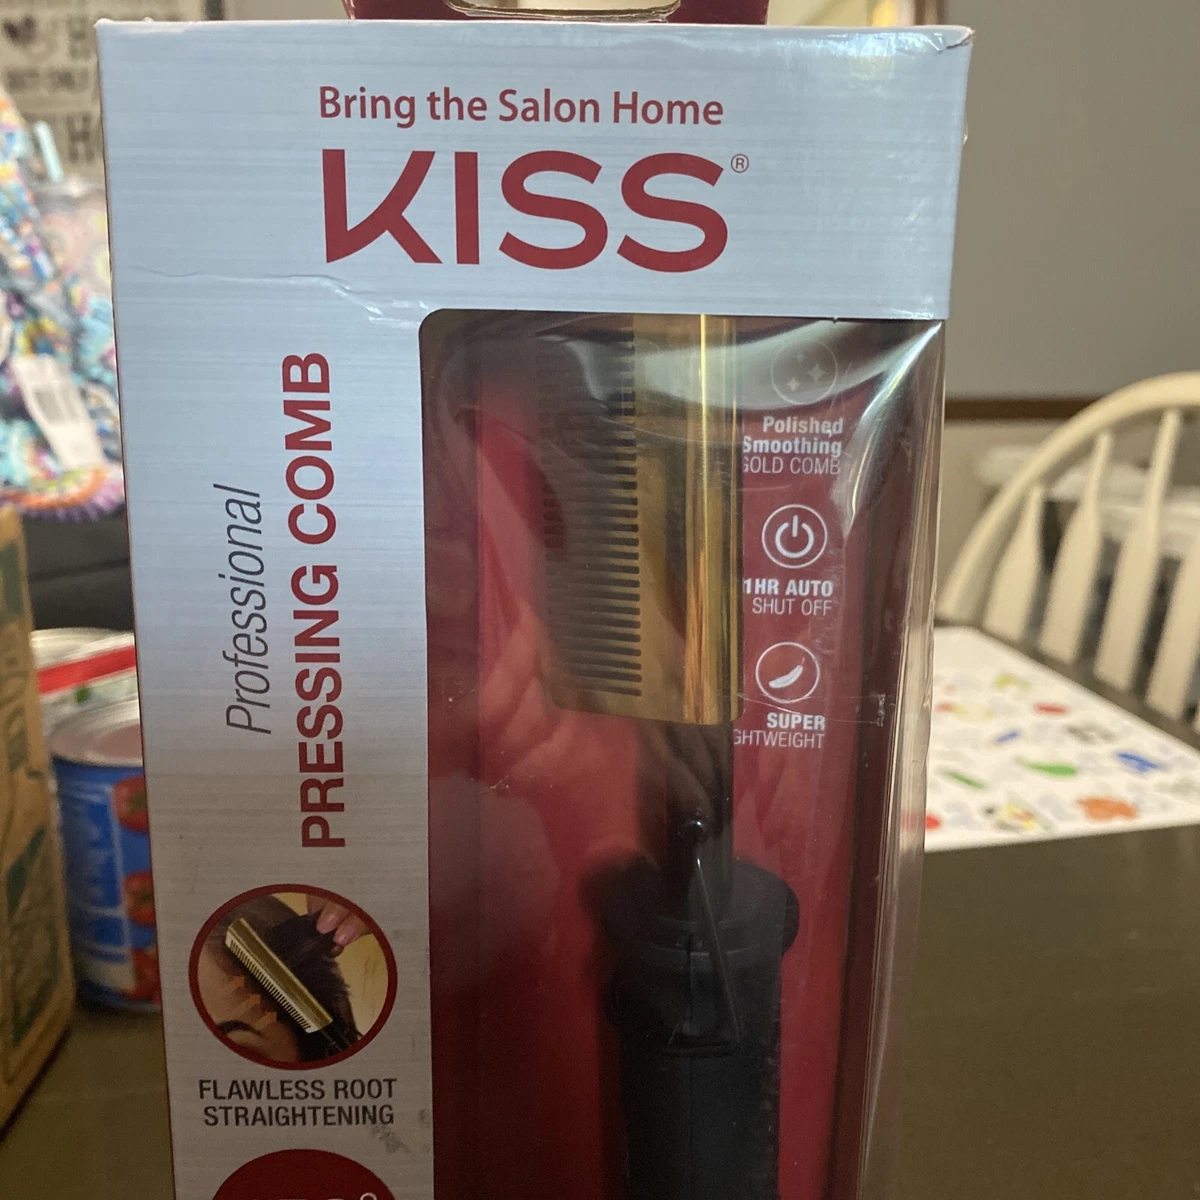 Bring the Salon Home
KISS®
Professional
PRESSING COMB
Polished
Smoothing
GOLD COMB
1HR AUTO
SHUT OFF
SUPER
GHTWEIGHT
FLAWLESS ROOT
STRAIGHTENING